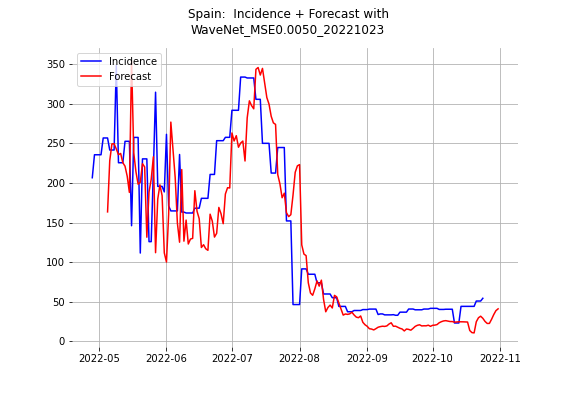 Spain:  Incidence + Forecast with
WaveNet_MSE0.0050_20221023
Incidence
Forecast
350
300
250
200
150
100
50
0
2022-05 2022-06 2022-07 2022-08 2022-09 2022-10 2022-11